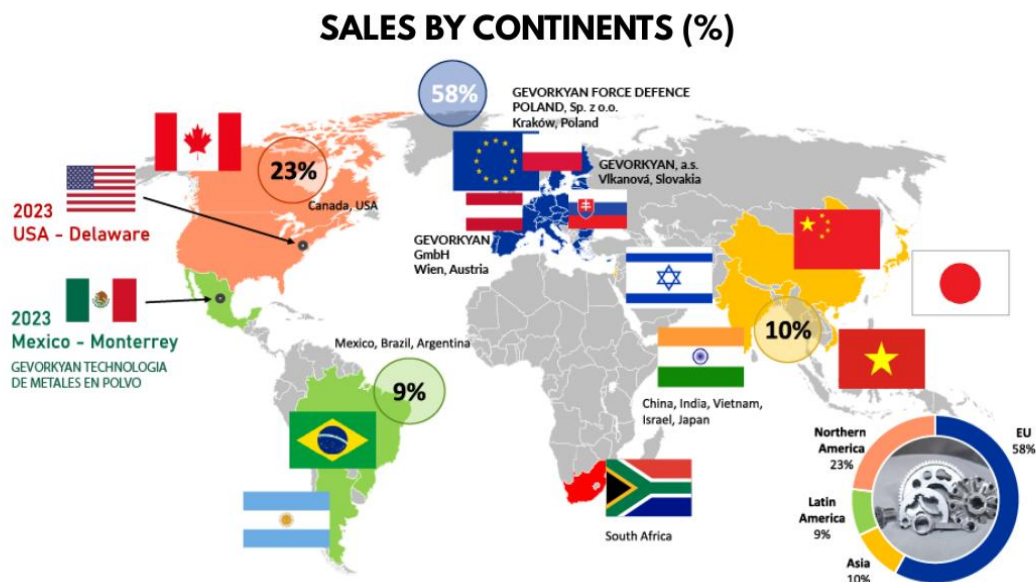 SALES BY CONTINENTS (%)
58%
GEVORKYAN FORCE DEFENCE
POLAND, Sp. z o.o.
Kraków, Poland
GEVORKYAN, a.s.
Vlkanová, Slovakia
23%
Canada, USA
2023
USA - Delaware
GEVORKYAN
GmbH
Wien, Austria
2023
Mexico - Monterrey
GEVORKYAN TECHNOLOGIA
DE METALES EN POLVO
Mexico, Brazil, Argentina
9%
10%
China, India, Vietnam,
Israel, Japan
South Africa
Northern
America
23%
EU
58%
Latin
America
9%
Asia
10%